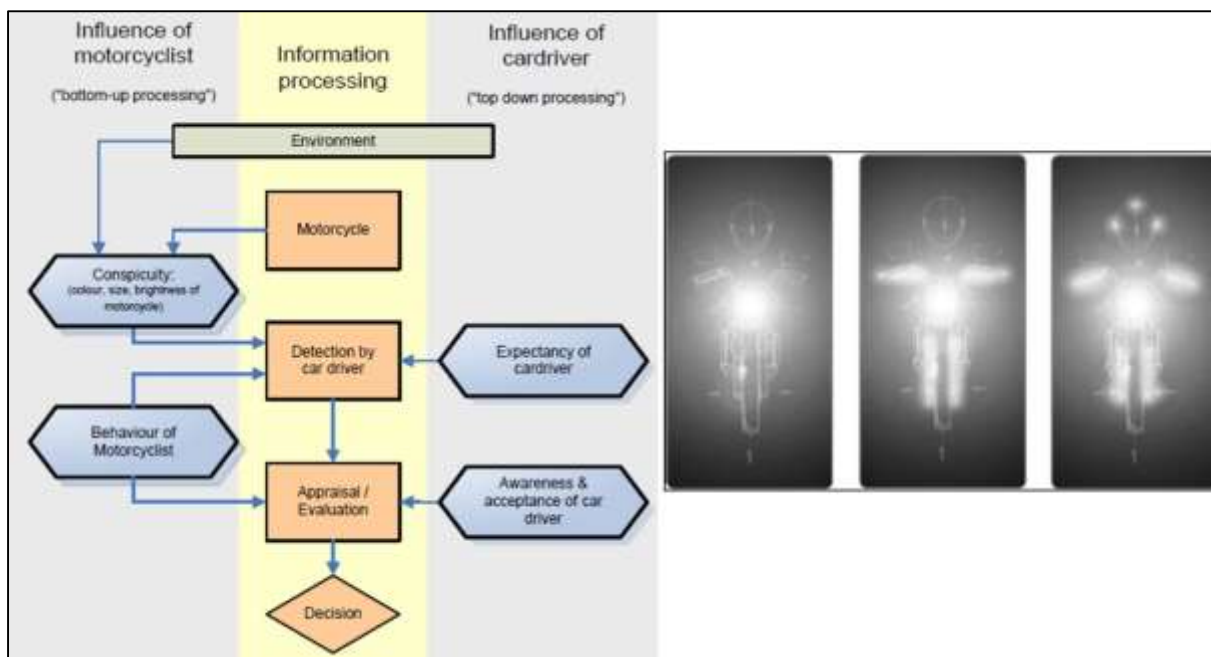 Influence of
motorcyclist
("bottom-up processing")
Information
processing
Influence of
cardriver
("top down processing")
Environment
Motorcycle
Conspicuity:
(colour, size, brightness of
motorcycle)
Detection by
car driver
Expectancy of
cardriver
Behaviour of
Motorcyclist
Appraisal /
Evaluation
Awareness &
acceptance of car
driver
Decision